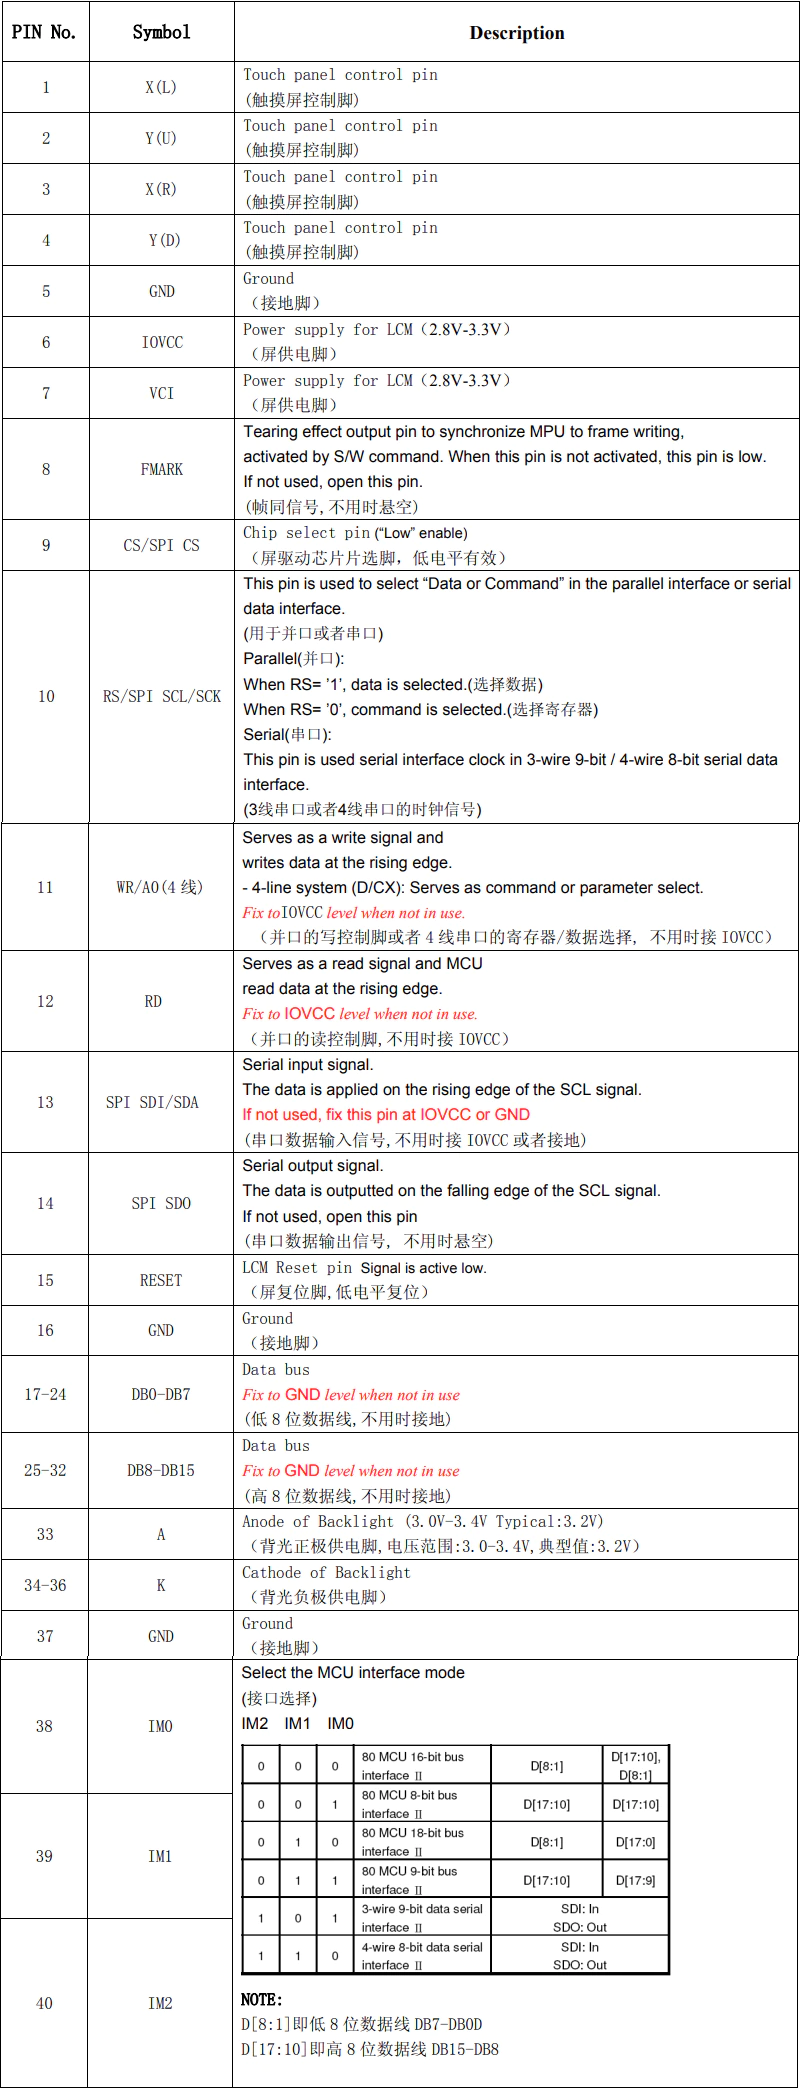 PIN No. Symbol Description
1 X(L) Touch panel control pin
(触摸屏控制脚)
2 Y(U) Touch panel control pin
(触摸屏控制脚)
3 X(R) Touch panel control pin
(触摸屏控制脚)
4 Y(D) Touch panel control pin
(触摸屏控制脚)
5 GND Ground
（接地脚）
6 IOVCC Power supply for LCM（2.8V-3.3V）
（屏供电脚）
7 VCI Power supply for LCM（2.8V-3.3V）
（屏供电脚）
8 FMARK Tearing effect output pin to synchronize MPU to frame writing,
activated by S/W command. When this pin is not activated, this pin is low.
If not used, open this pin.
(帧同信号,不用时悬空)
9 CS/SPI CS Chip select pin (“Low” enable)
（屏驱动芯片片选脚，低电平有效）
10 RS/SPI SCL/SCK This pin is used to select “Data or Command” in the parallel interface or serial
data interface.
(用于并口或者串口)
Parallel(并口):
When RS= ’1’, data is selected.(选择数据)
When RS= ’0’, command is selected.(选择寄存器)
Serial(串口):
This pin is used serial interface clock in 3-wire 9-bit / 4-wire 8-bit serial data
interface.
(3线串口或者4线串口的时钟信号)
11 WR/A0(4 线) Serves as a write signal and
writes data at the rising edge.
- 4-line system (D/CX): Serves as command or parameter select.
Fix toIOVCC level when not in use.
（并口的写控制脚或者 4 线串口的寄存器/数据选择, 不用时接 IOVCC）
12 RD Serves as a read signal and MCU
read data at the rising edge.
Fix to IOVCC level when not in use.
（并口的读控制脚,不用时接 IOVCC）
13 SPI SDI/SDA Serial input signal.
The data is applied on the rising edge of the SCL signal.
If not used, fix this pin at IOVCC or GND
(串口数据输入信号,不用时接 IOVCC 或者接地)
14 SPI SDO Serial output signal.
The data is outputted on the falling edge of the SCL signal.
If not used, open this pin
(串口数据输出信号, 不用时悬空)
15 RESET LCM Reset pin Signal is active low.
（屏复位脚,低电平复位）
16 GND Ground
（接地脚）
17-24 DB0-DB7 Data bus
Fix to GND level when not in use
(低 8 位数据线,不用时接地)
25-32 DB8-DB15 Data bus
Fix to GND level when not in use
(高 8 位数据线,不用时接地)
33 A Anode of Backlight (3.0V-3.4V Typical:3.2V)
（背光正极供电脚,电压范围:3.0-3.4V,典型值:3.2V）
34-36 K Cathode of Backlight
（背光负极供电脚）
37 GND Ground
（接地脚）
38 IM0 Select the MCU interface mode
(接口选择)
IM2 IM1 IM0
0 0 0 80 MCU 16-bit bus interface Ⅱ D[8:1] D[17:10], D[8:1]
0 0 1 80 MCU 8-bit bus interface Ⅱ D[17:10] D[17:10]
39 IM1
0 1 0 80 MCU 18-bit bus interface Ⅱ D[8:1] D[17:0]
0 1 1 80 MCU 9-bit bus interface Ⅱ D[17:10] D[17:9]
1 0 1 3-wire 9-bit data serial interface Ⅱ SDI: In SDO: Out
1 1 0 4-wire 8-bit data serial interface Ⅱ SDI: In SDO: Out
40 IM2
NOTE:
D[8:1]即低 8 位数据线 DB7-DB0D
D[17:10]即高 8 位数据线 DB15-DB8